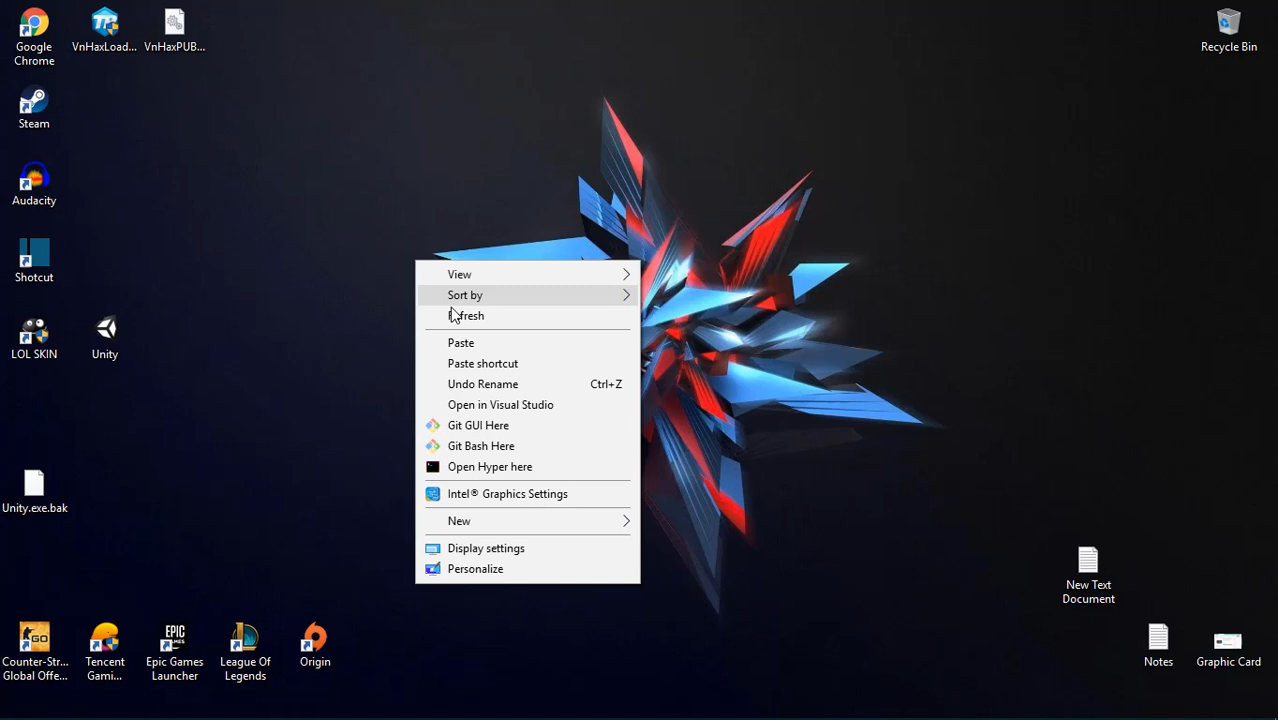 Google
Chrome
VnHaxLoad...
VnHaxPUB...
Recycle Bin
Steam
Audacity
Shotcut
LOL SKIN
Unity
Unity.exe.bak
View
Sort by
Refresh
Paste
Paste shortcut
Undo Rename Ctrl+Z
Open in Visual Studio
Git GUI Here
Git Bash Here
Open Hyper here
Intel® Graphics Settings
New
Display settings
Personalize
New Text
Document
Counter-Str...
Global Offe...
Tencent
Gami...
Epic Games
Launcher
League Of
Legends
Origin
Notes
Graphic Card